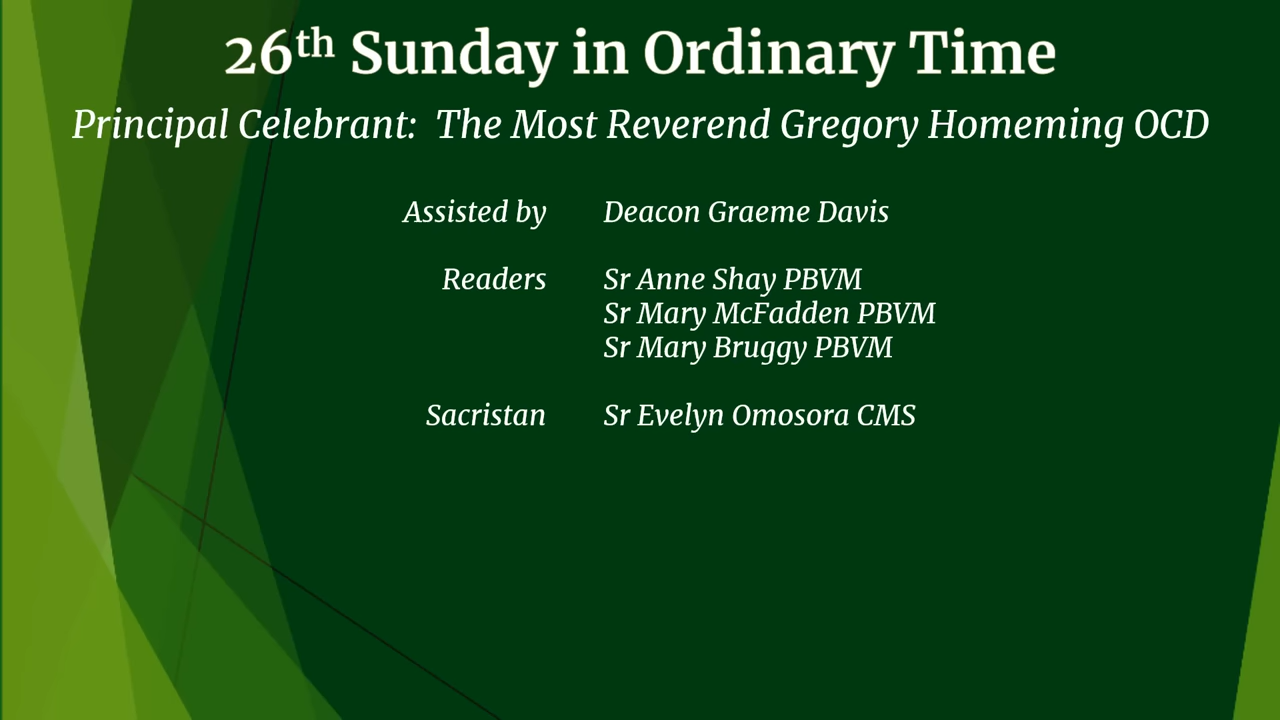 26th Sunday in Ordinary Time
Principal Celebrant: The Most Reverend Gregory Homeming OCD
Assisted by Deacon Graeme Davis
Readers Sr Anne Shay PBVM
Sr Mary McFadden PBVM
Sr Mary Bruggy PBVM
Sacristan Sr Evelyn Omosora CMS